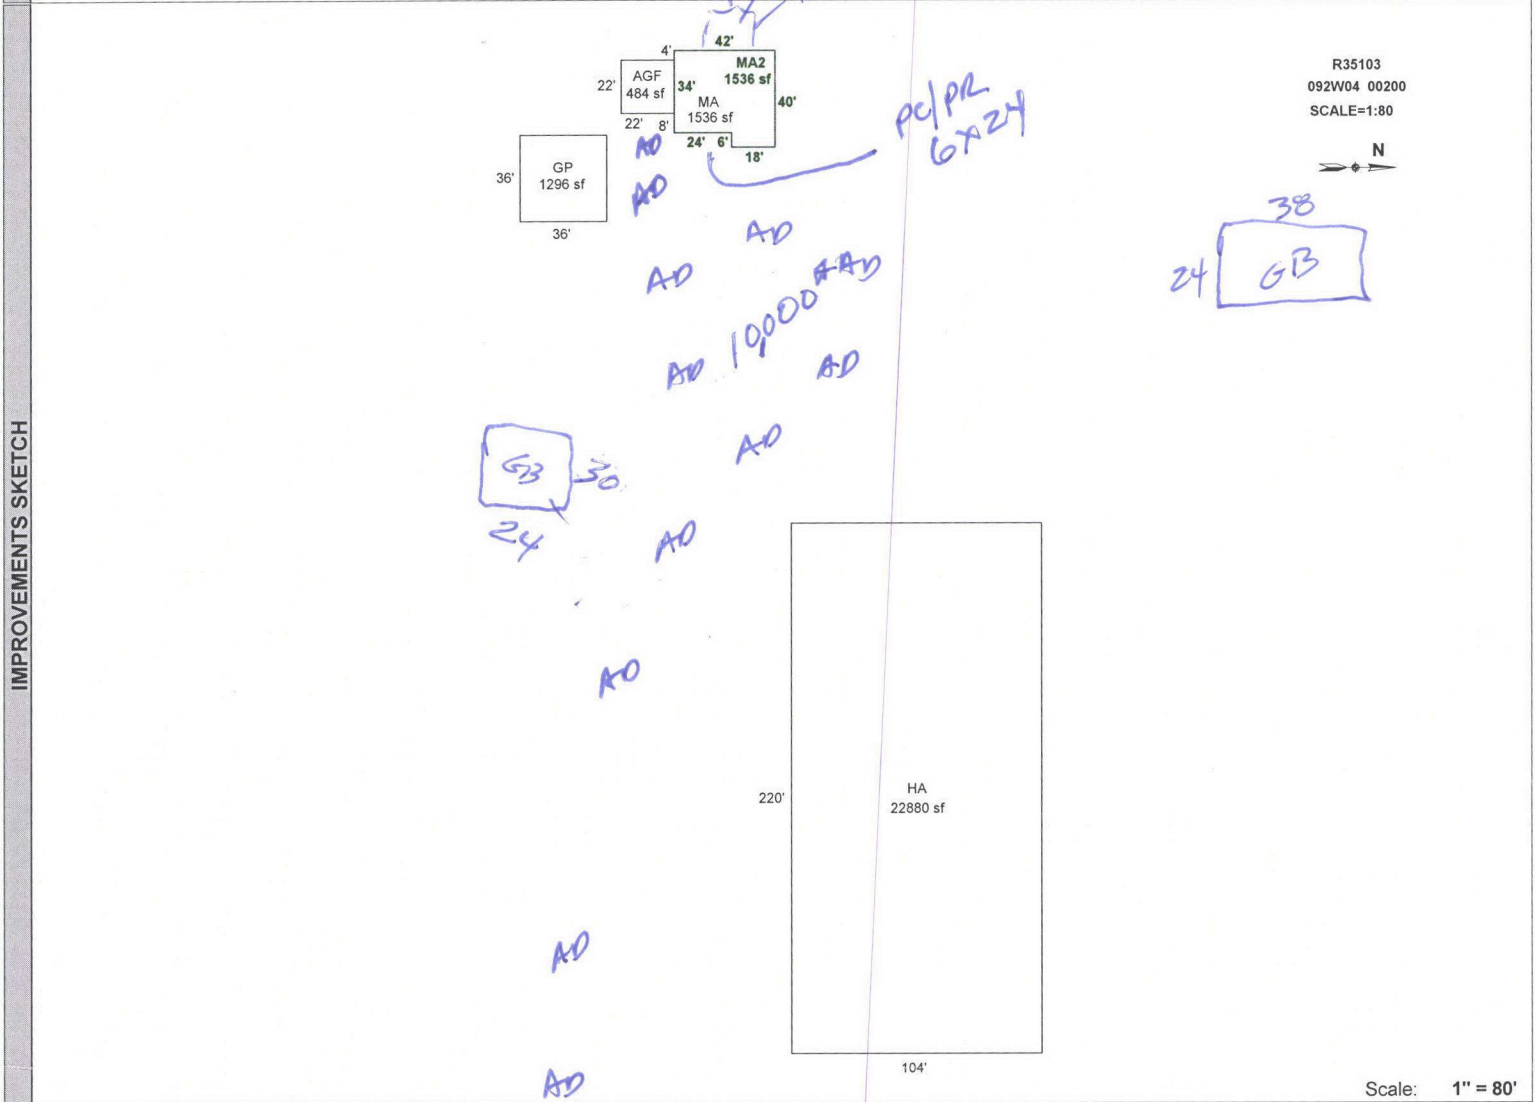 IMPROVEMENTS SKETCH
R35103
092W04 00200
SCALE=1:80
N
42'
4'
MA2
1536 sf
AGF
484 sf
22'
34'
MA
1536 sf
40'
22'
8'
24'
6'
18'
PC/PR
6x24
GP
1296 sf
36'
36'
AD
AD
AD
AD
AD
10,000
AD
AD
AD
AD
AD
AD
AD
38
24
GB
GB
30
24
HA
22880 sf
220'
104'
Scale: 1" = 80'